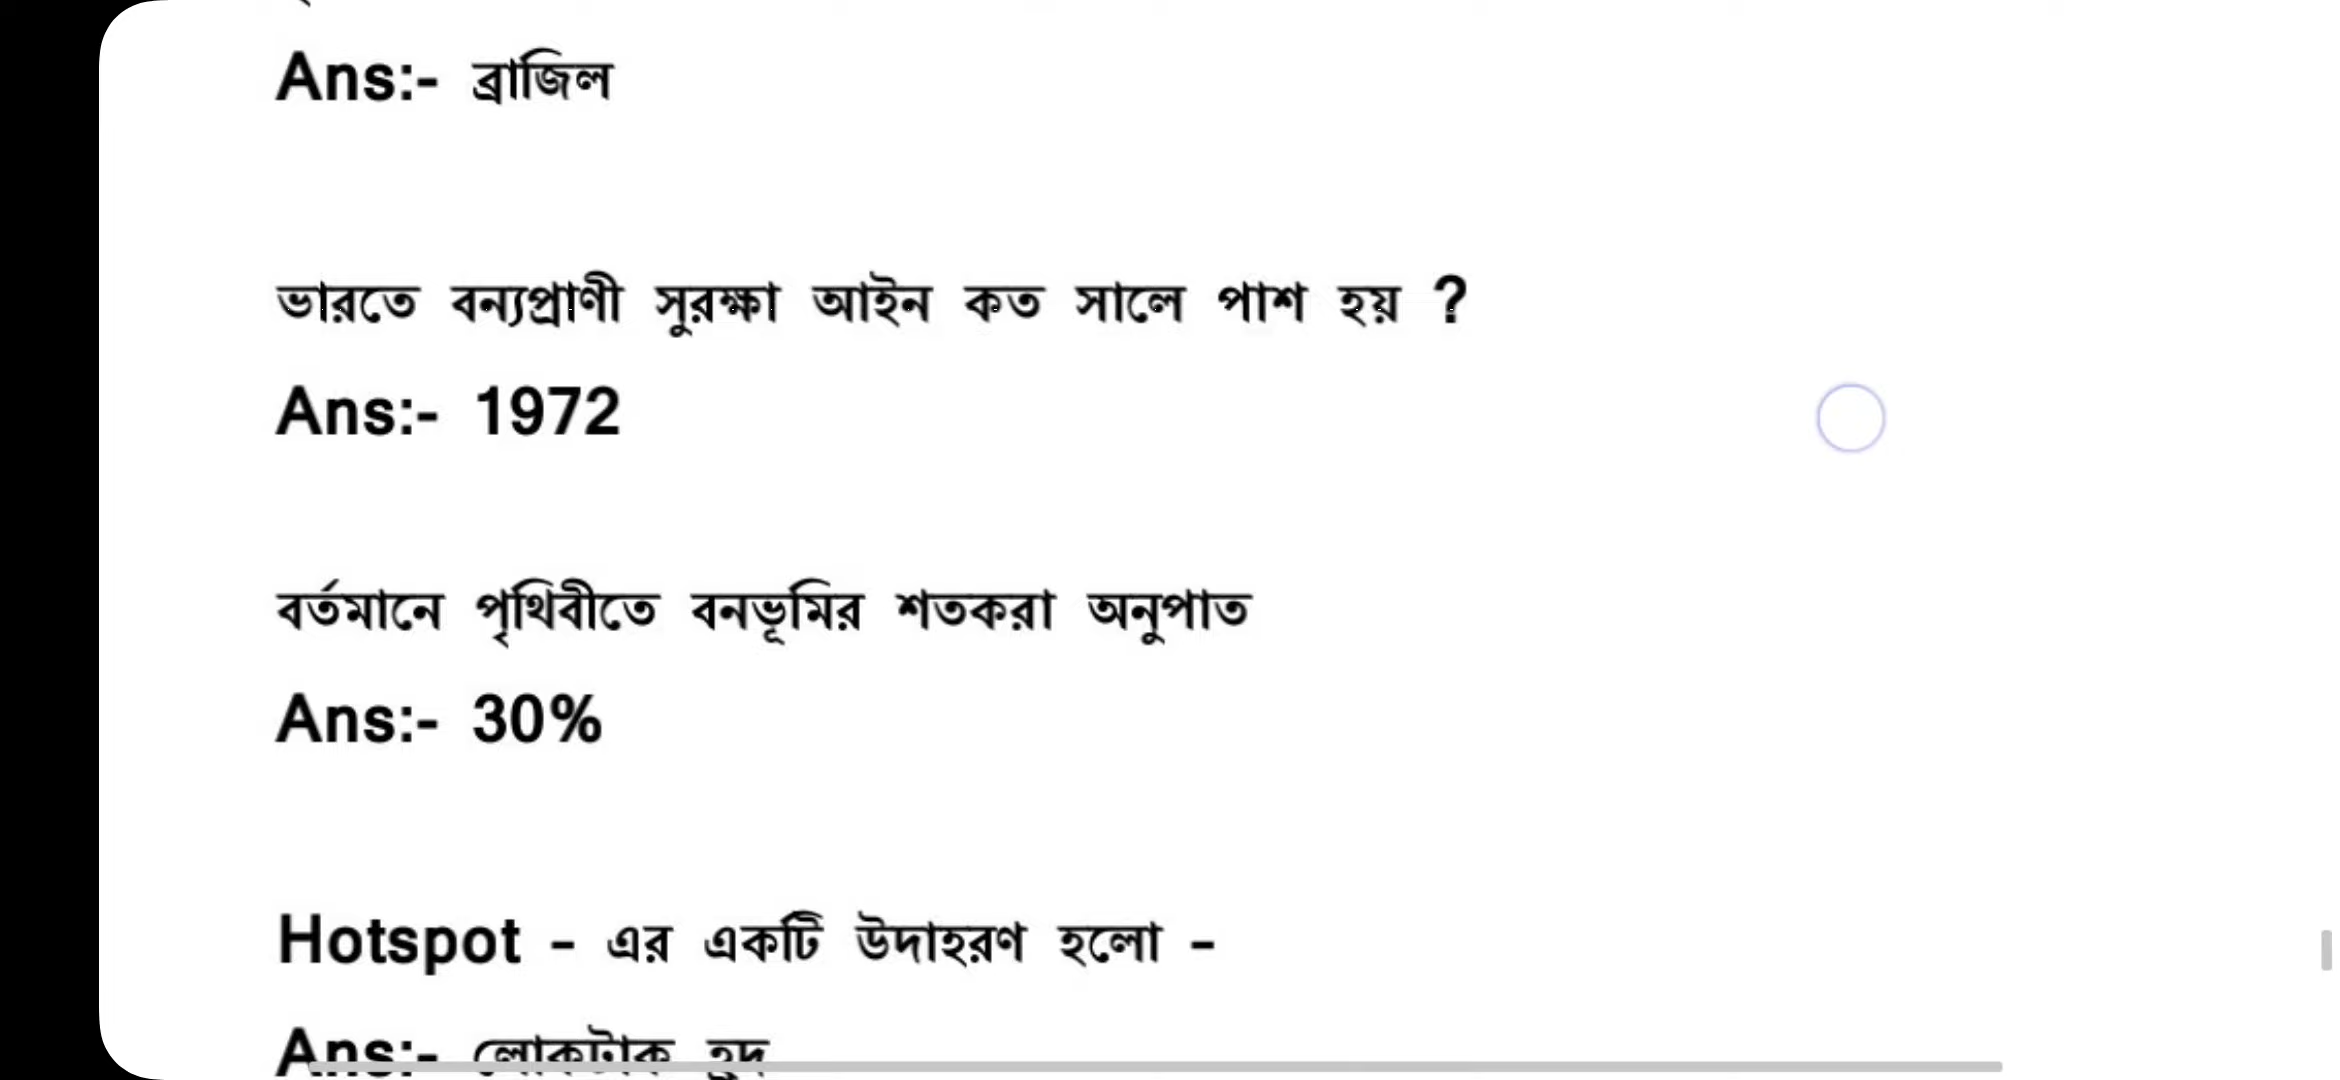 Ans:- ব্রাজিল
ভারতে বন্যপ্রাণী সুরক্ষা আইন কত সালে পাশ হয় ?
Ans:- 1972
বর্তমানে পৃথিবীতে বনভূমির শতকরা অনুপাত
Ans:- 30%
Hotspot - এর একটি উদাহরণ হলো -
Ans:- লোকটাক হ্রদ